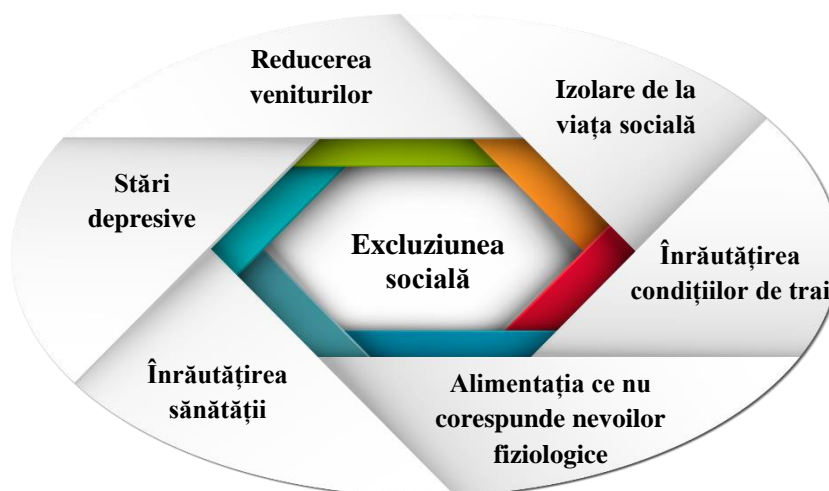 Reducerea
veniturilor
Izolare de la
viața socială
Stări
depresive
Excluziunea
socială
Înrăutățirea
condițiilor de trai
Înrăutățirea
sănătății
Alimentația ce nu
corespunde nevoilor
fiziologice